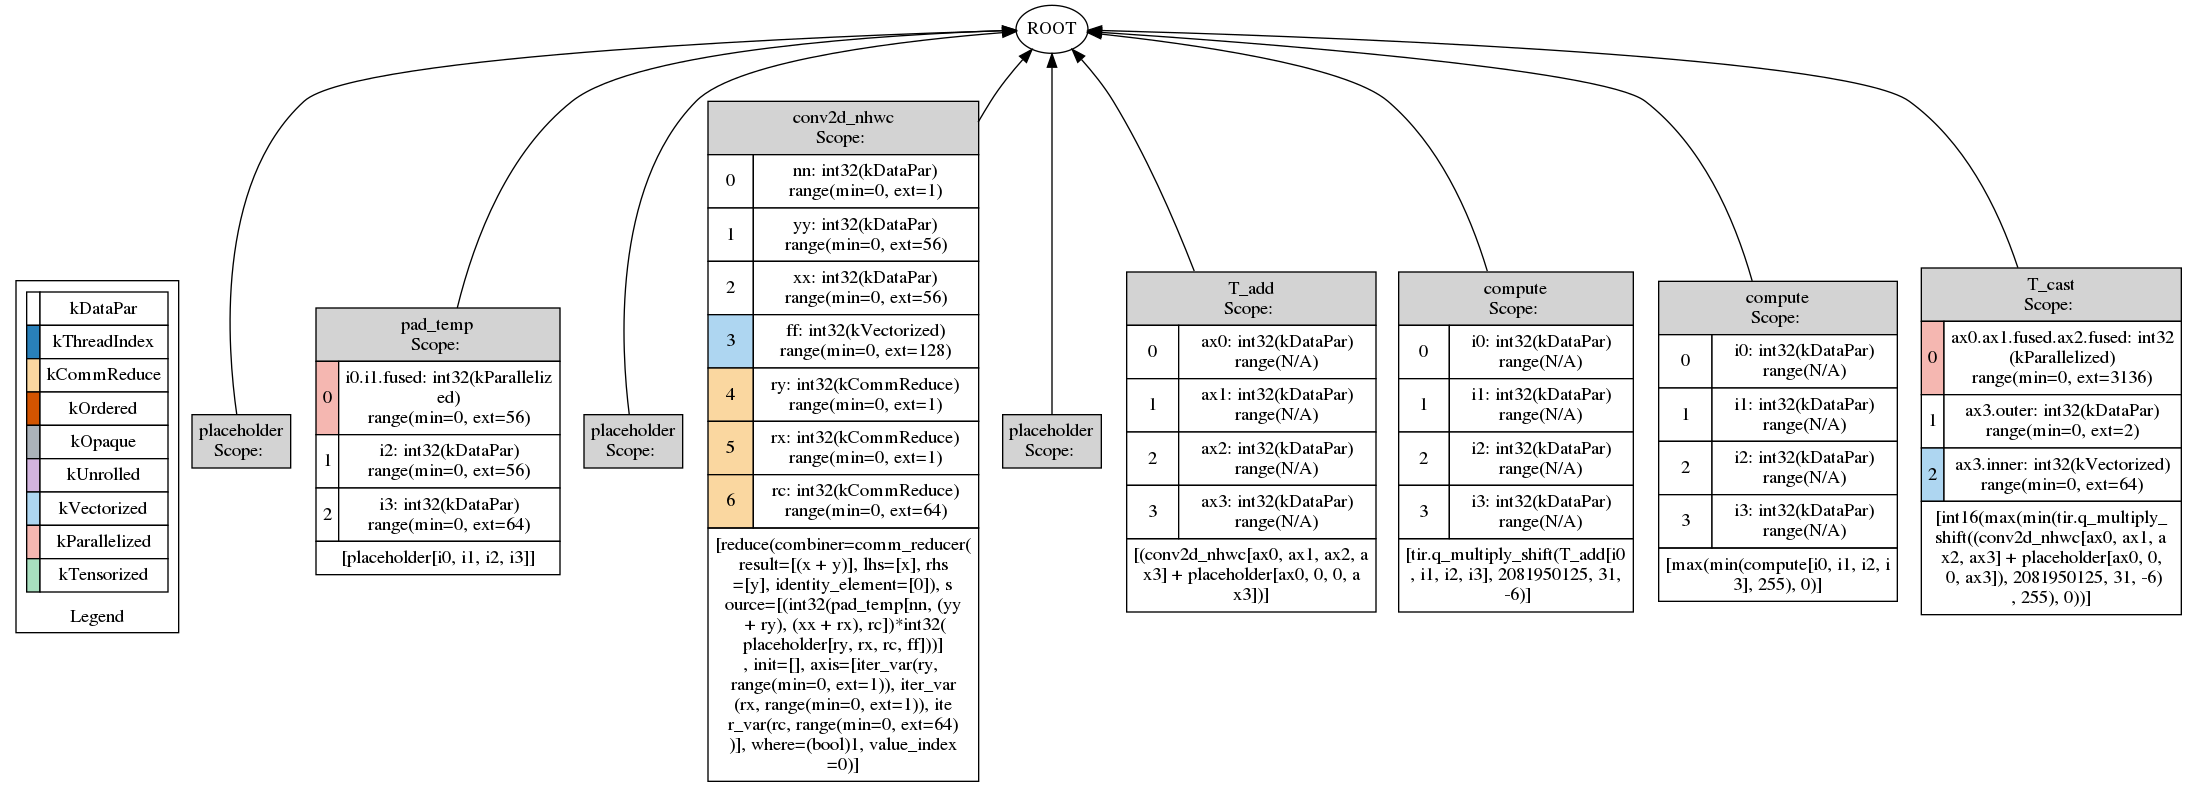 ROOT
kDataPar
kThreadIndex
kCommReduce
kOrdered
kOpaque
kUnrolled
kVectorized
kParallelized
kTensorized
Legend
placeholder
Scope:
pad_temp
Scope:
0
i0.i1.fused: int32(kParalleliz
ed)
range(min=0, ext=56)
1
i2: int32(kDataPar)
range(min=0, ext=56)
2
i3: int32(kDataPar)
range(min=0, ext=64)
[placeholder[i0, i1, i2, i3]]
placeholder
Scope:
conv2d_nhwc
Scope:
0
nn: int32(kDataPar)
range(min=0, ext=1)
1
yy: int32(kDataPar)
range(min=0, ext=56)
2
xx: int32(kDataPar)
range(min=0, ext=56)
3
ff: int32(kVectorized)
range(min=0, ext=128)
4
ry: int32(kCommReduce)
range(min=0, ext=1)
5
rx: int32(kCommReduce)
range(min=0, ext=1)
6
rc: int32(kCommReduce)
range(min=0, ext=64)
[reduce(combiner=comm_reducer(
result=[(x + y)], lhs=[x], rhs
=[y], identity_element=[0]), s
ource=[(int32(pad_temp[nn, (yy
+ ry), (xx + rx), rc])*int32(
placeholder[ry, rx, rc, ff]))]
, init=[], axis=[iter_var(ry,
range(min=0, ext=1)), iter_var
(rx, range(min=0, ext=1)), ite
r_var(rc, range(min=0, ext=64)
)], where=(bool)1, value_index
=0)]
placeholder
Scope:
T_add
Scope:
0
ax0: int32(kDataPar)
range(N/A)
1
ax1: int32(kDataPar)
range(N/A)
2
ax2: int32(kDataPar)
range(N/A)
3
ax3: int32(kDataPar)
range(N/A)
[(conv2d_nhwc[ax0, ax1, ax2, a
x3] + placeholder[ax0, 0, 0, a
x3])]
compute
Scope:
0
i0: int32(kDataPar)
range(N/A)
1
i1: int32(kDataPar)
range(N/A)
2
i2: int32(kDataPar)
range(N/A)
3
i3: int32(kDataPar)
range(N/A)
[tir.q_multiply_shift(T_add[i0
, i1, i2, i3], 2081950125, 31,
-6)]
compute
Scope:
0
i0: int32(kDataPar)
range(N/A)
1
i1: int32(kDataPar)
range(N/A)
2
i2: int32(kDataPar)
range(N/A)
3
i3: int32(kDataPar)
range(N/A)
[max(min(compute[i0, i1, i2, i
3], 255), 0)]
T_cast
Scope:
0
ax0.ax1.fused.ax2.fused: int32
(kParallelized)
range(min=0, ext=3136)
1
ax3.outer: int32(kDataPar)
range(min=0, ext=2)
2
ax3.inner: int32(kVectorized)
range(min=0, ext=64)
[int16(max(min(tir.q_multiply_
shift((conv2d_nhwc[ax0, ax1, a
x2, ax3] + placeholder[ax0, 0,
0, ax3]), 2081950125, 31, -6)
, 255), 0))]